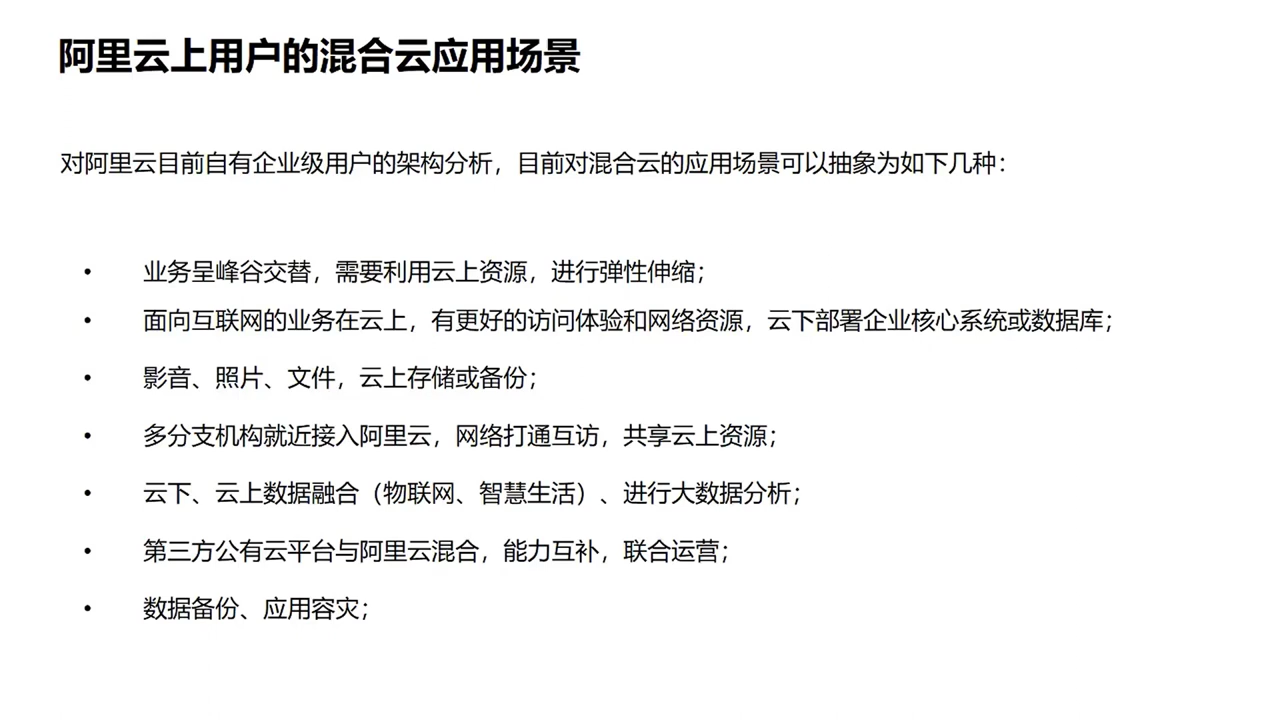 阿里云上用户的混合云应用场景
对阿里云目前自有企业级用户的架构分析，目前对混合云的应用场景可以抽象为如下几种：
• 业务呈峰谷交替，需要利用云上资源，进行弹性伸缩；
• 面向互联网的业务在云上，有更好的访问体验和网络资源，云下部署企业核心系统或数据库；
• 影音、照片、文件，云上存储或备份；
• 多分支机构就近接入阿里云，网络打通互访，共享云上资源；
• 云下、云上数据融合（物联网、智慧生活）、进行大数据分析；
• 第三方公有云平台与阿里云混合，能力互补，联合运营；
• 数据备份、应用容灾；